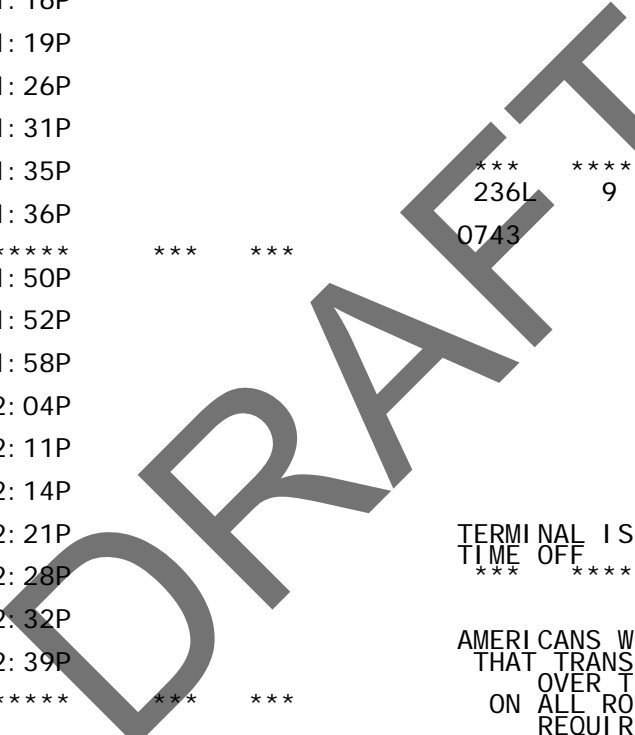 1: 16P
1: 19P
1: 26P
1: 31P
1: 35P
1: 36P
***** *** ***
1: 50P
1: 52P
1: 58P
2: 04P
2: 11P
2: 14P
2: 21P
2: 28P
2: 32P
2: 39P
***** *** ***
*** ****
236L 9
0743
TERMINAL IS
TIME OFF
*** ****
AMERICANS W
THAT TRANS
OVER T
ON ALL RO
REQUIR
DRAFT